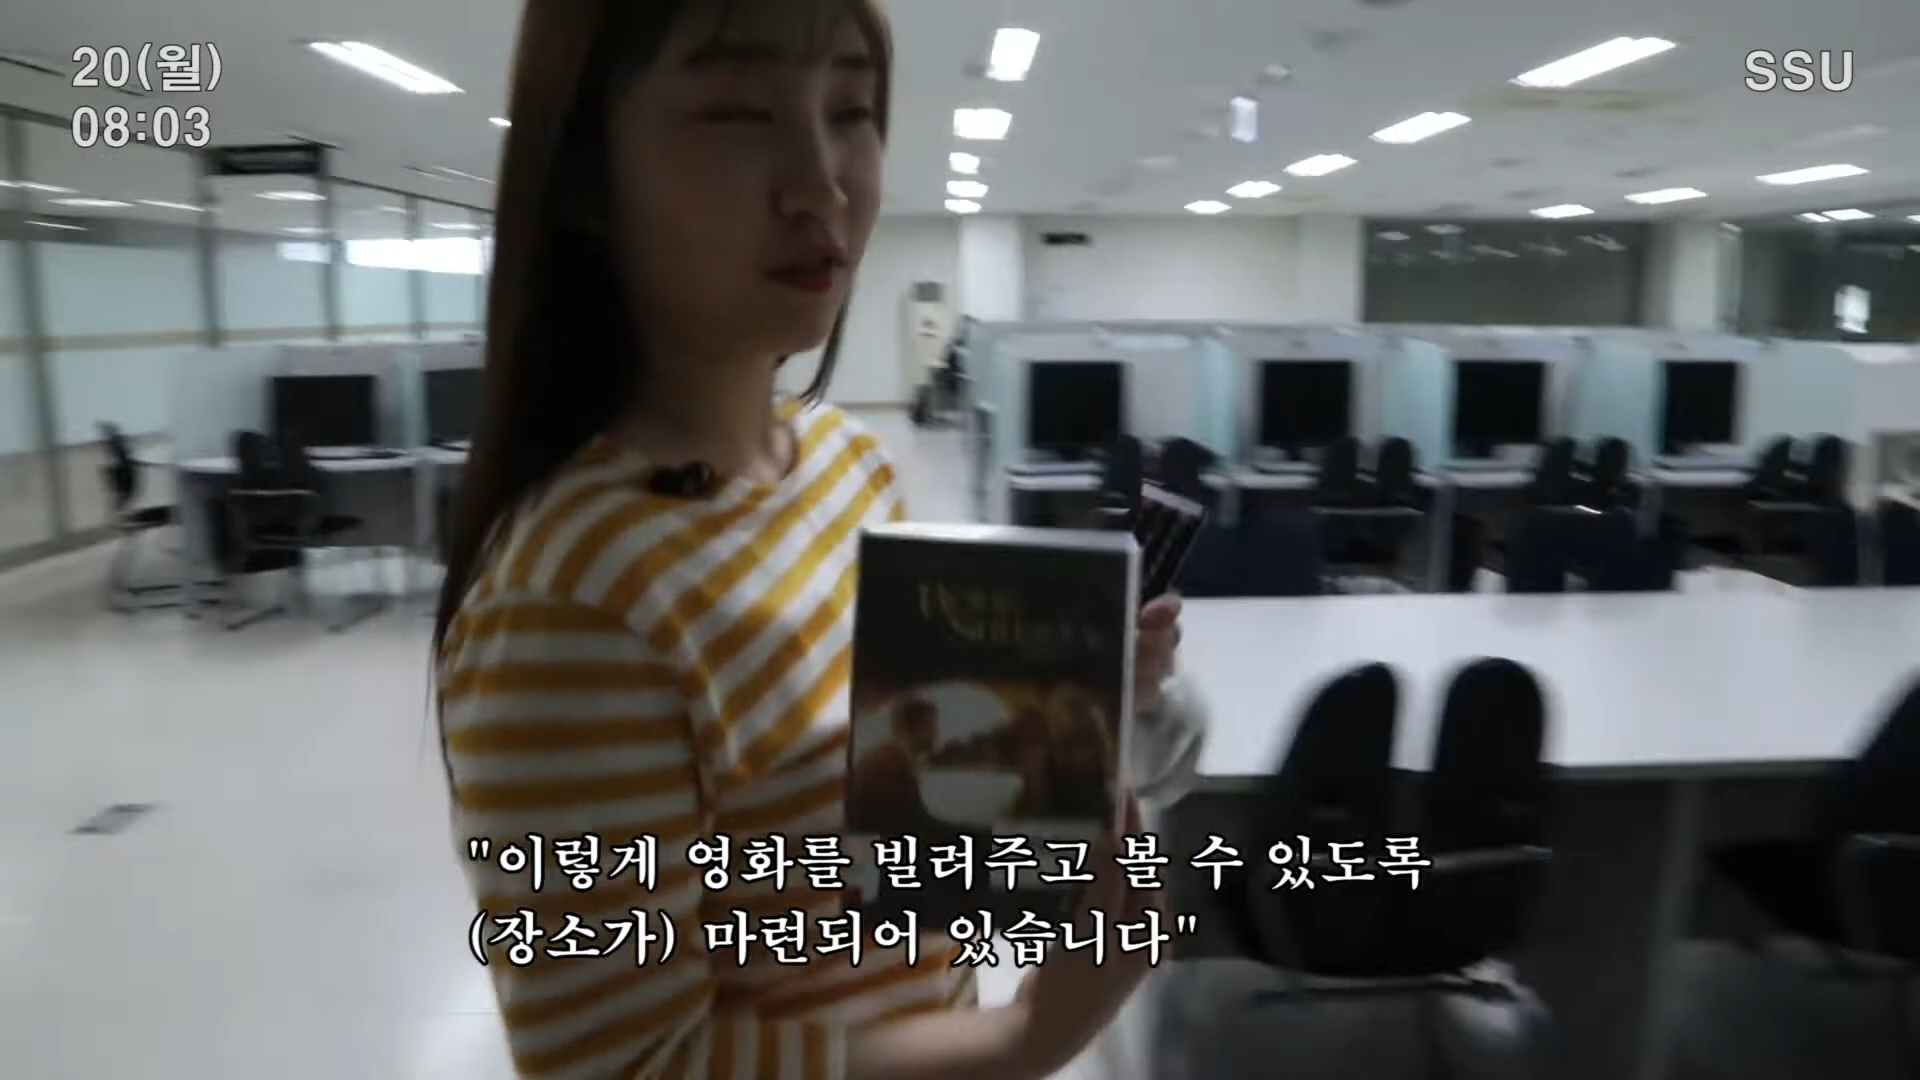 20(월)
08:03
SSU
"이렇게 영화를 빌려주고 볼 수 있도록
(장소가) 마련되어 있습니다"